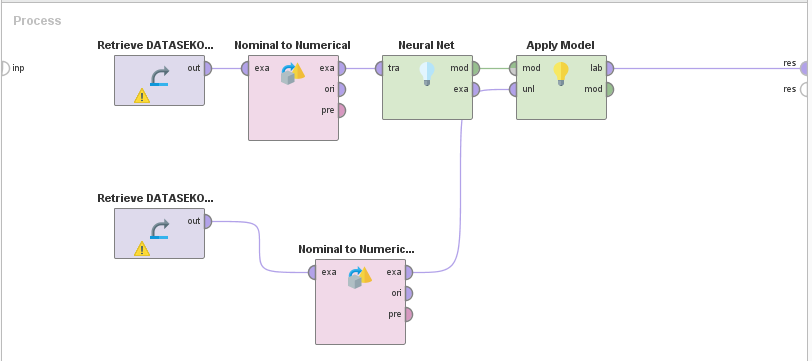 Process
Retrieve DATASEKO... Nominal to Numerical Neural Net Apply Model
inp out exa exa tra mod mod lab res
ori exa unl mod res
pre
Retrieve DATASEKO...
out
Nominal to Numeric...
exa exa
ori
pre